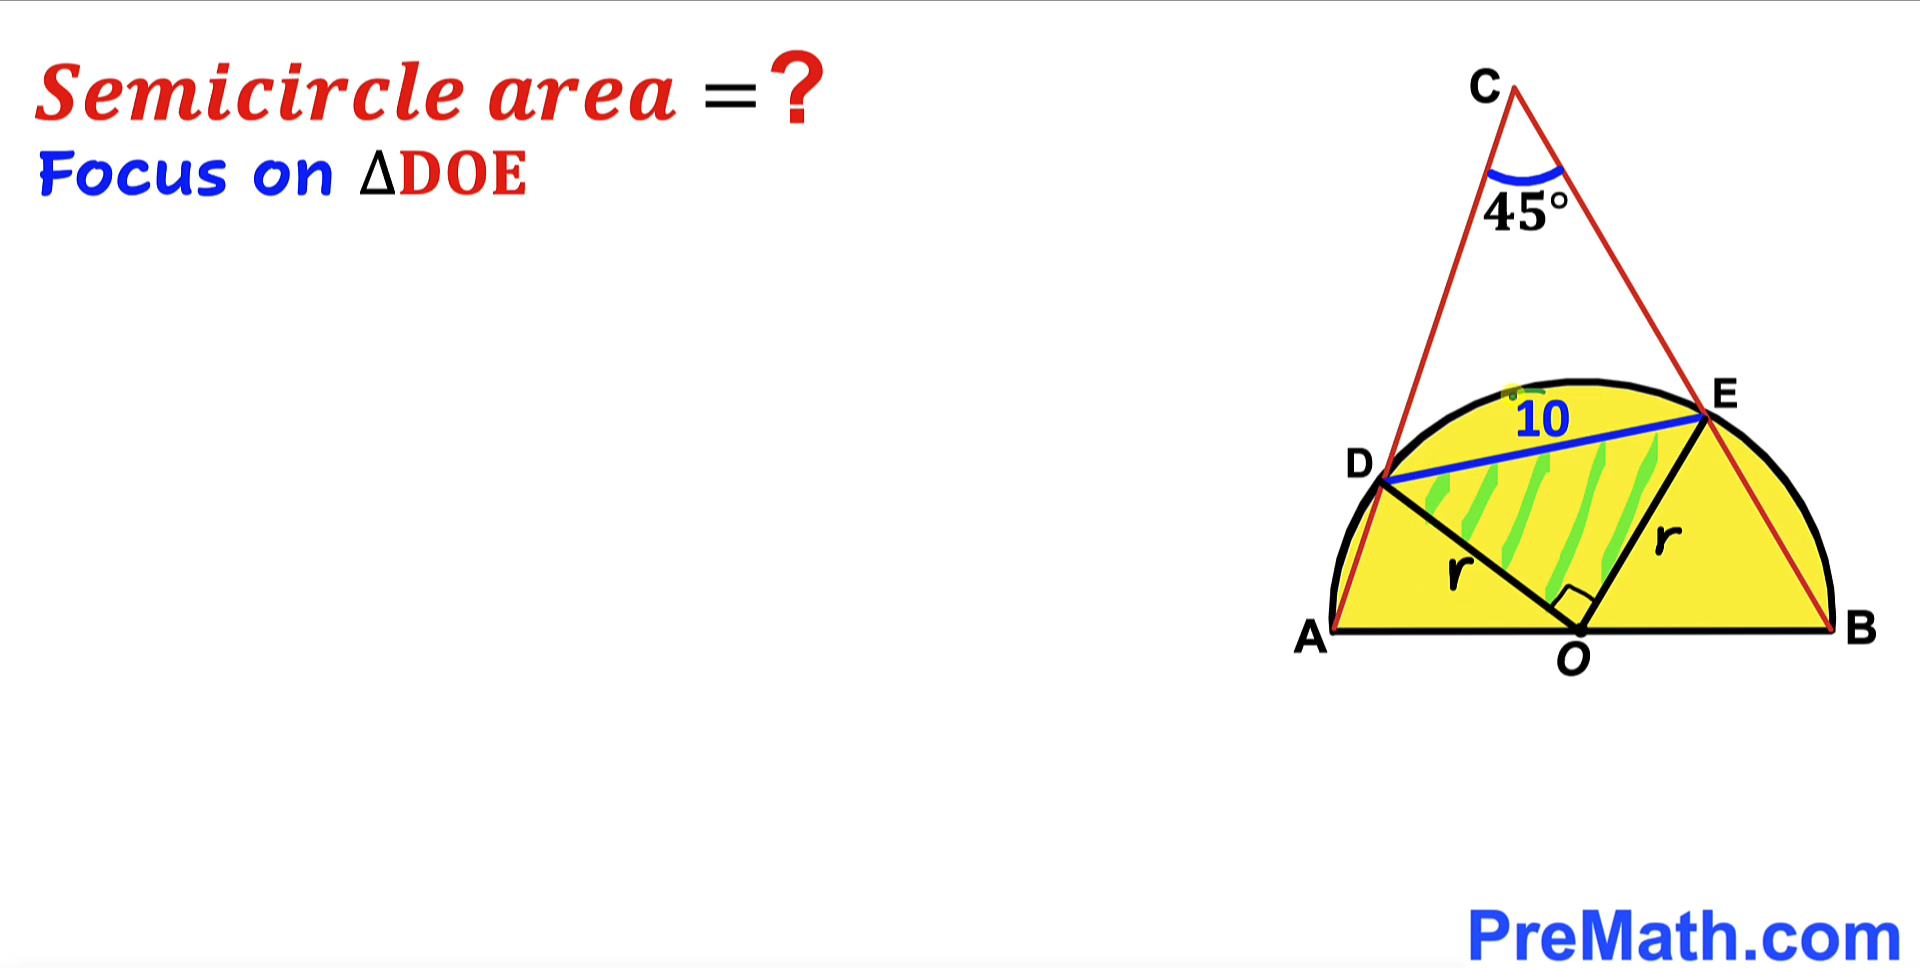 Semicircle area = ?
Focus on ΔDOE
C
45°
E
10
D
r
r
A
B
O
PreMath.com